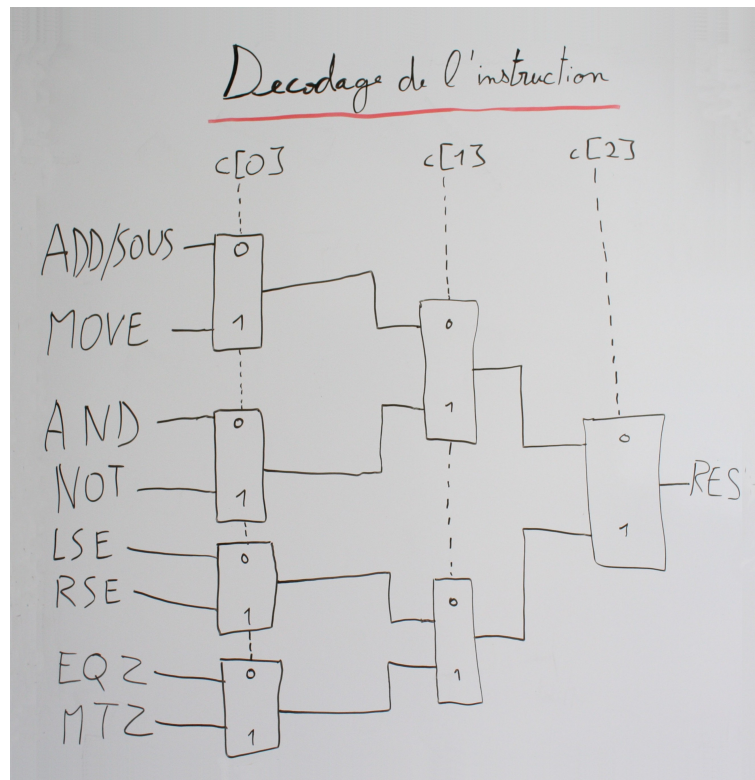 Decodage de l'instruction
c[0] c[1] c[2]
ADD/SOUS
0
MOVE
1
0
1
AND
0
NOT
1
0
1
RES
LSE
0
RSE
1
0
1
EQZ
0
MTZ
1